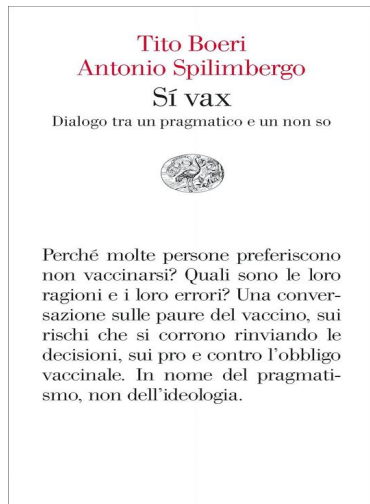 Tito Boeri
Antonio Spilimbergo
Sí vax
Dialogo tra un pragmatico e un non so
Perché molte persone preferiscono
non vaccinarsi? Quali sono le loro
ragioni e i loro errori? Una conver-
sazione sulle paure del vaccino, sui
rischi che si corrono rinviando le
decisioni, sui pro e contro l'obbligo
vaccinale. In nome del pragmati-
smo, non dell'ideologia.